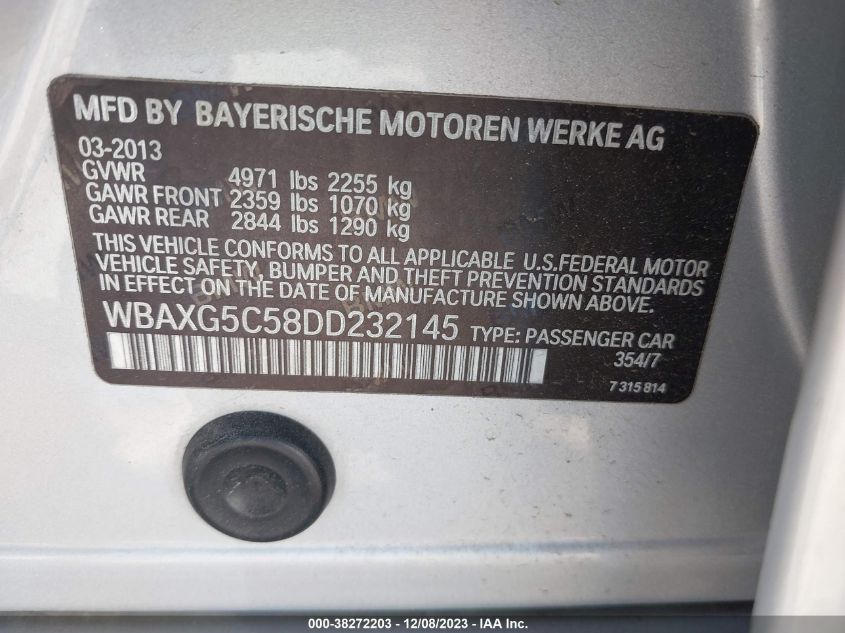 MFD BY BAYERISCHE MOTOREN WERKE AG
03-2013
GVWR 4971 lbs 2255 kg
GAWR FRONT 2359 lbs 1070 kg
GAWR REAR 2844 lbs 1290 kg
THIS VEHICLE CONFORMS TO ALL APPLICABLE U.S.FEDERAL MOTOR
VEHICLE SAFETY, BUMPER AND THEFT PREVENTION STANDARDS
IN EFFECT ON THE DATE OF MANUFACTURE SHOWN ABOVE.
WBAXG5C58DD232145 TYPE: PASSENGER CAR
354/7
7 315 814
000-38272203 - 12/08/2023 - IAA Inc.